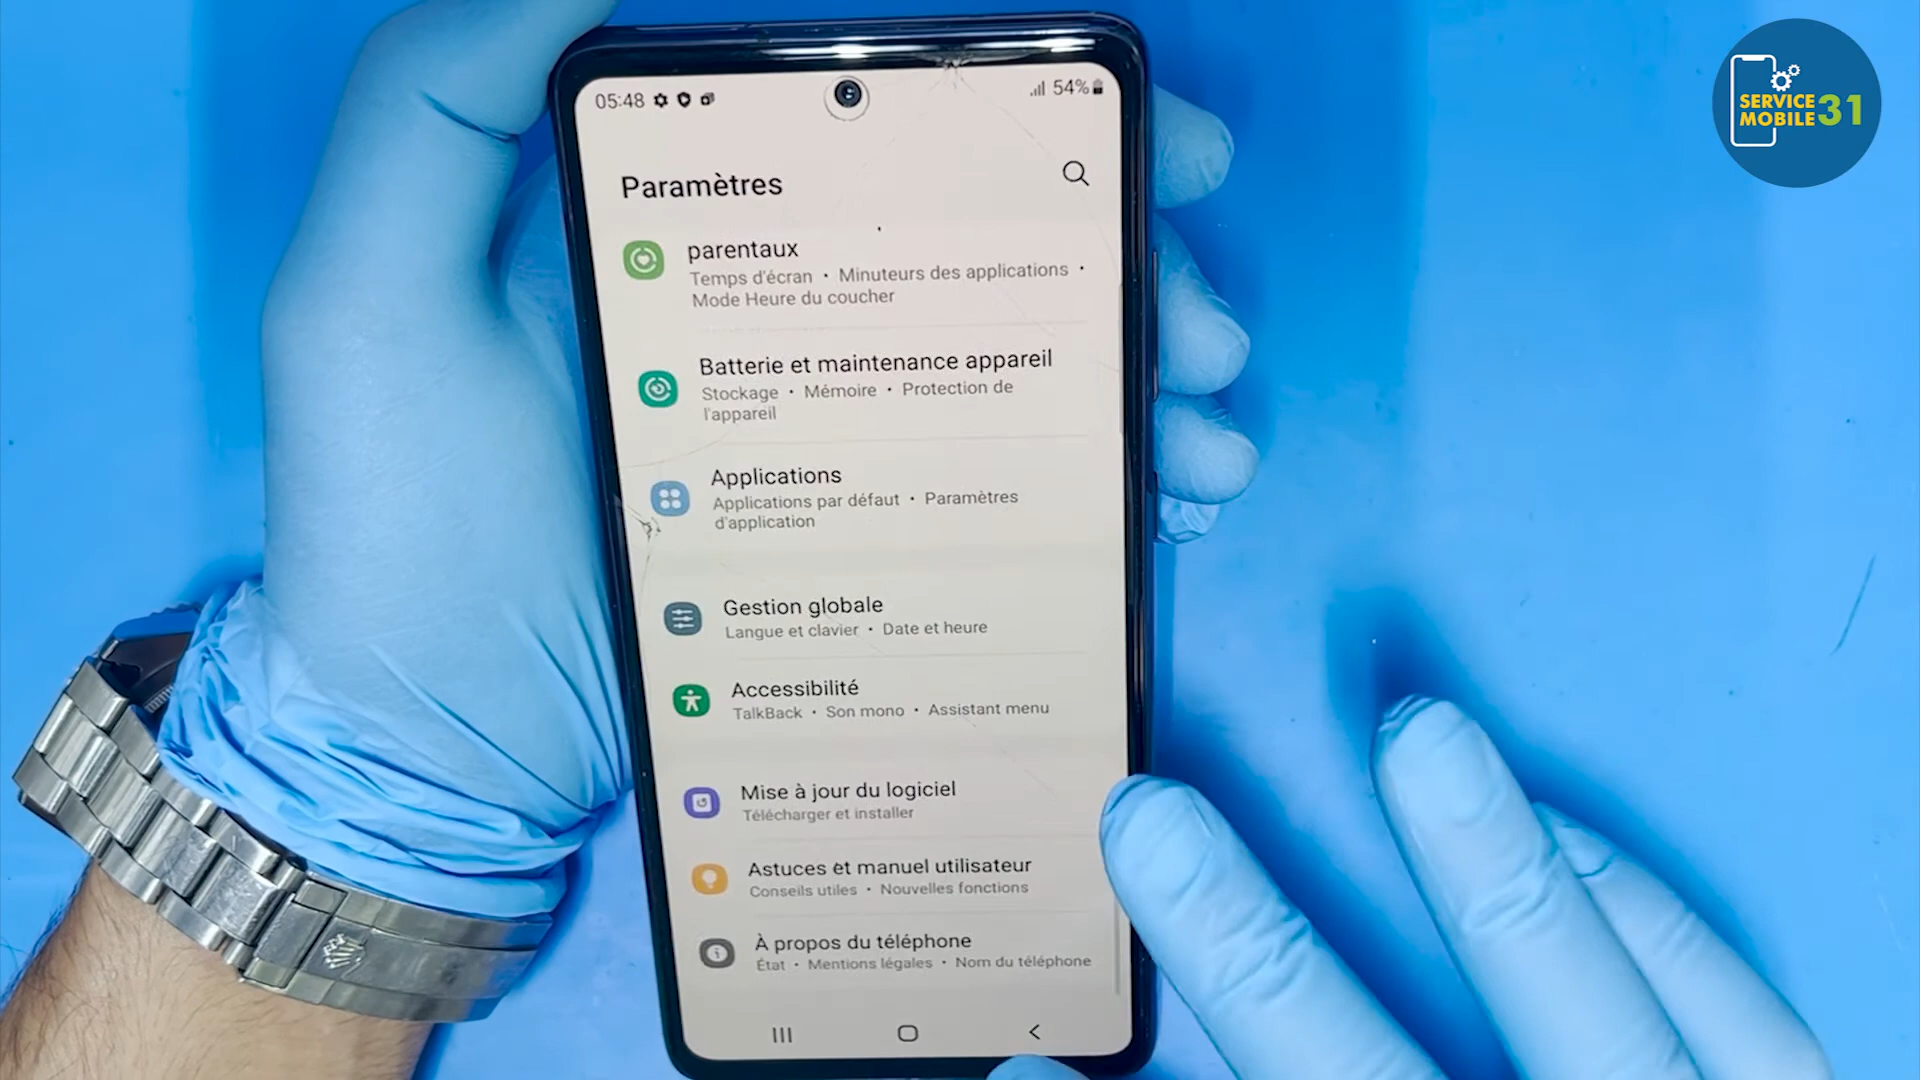 05:48
54%
SERVICE
MOBILE 31
Paramètres
parentaux
Temps d'écran • Minuteurs des applications •
Mode Heure du coucher
Batterie et maintenance appareil
Stockage • Mémoire • Protection de
l'appareil
Applications
Applications par défaut • Paramètres
d'application
Gestion globale
Langue et clavier • Date et heure
Accessibilité
TalkBack • Son mono • Assistant menu
Mise à jour du logiciel
Télécharger et installer
Astuces et manuel utilisateur
Conseils utiles • Nouvelles fonctions
À propos du téléphone
État • Mentions légales • Nom du téléphone